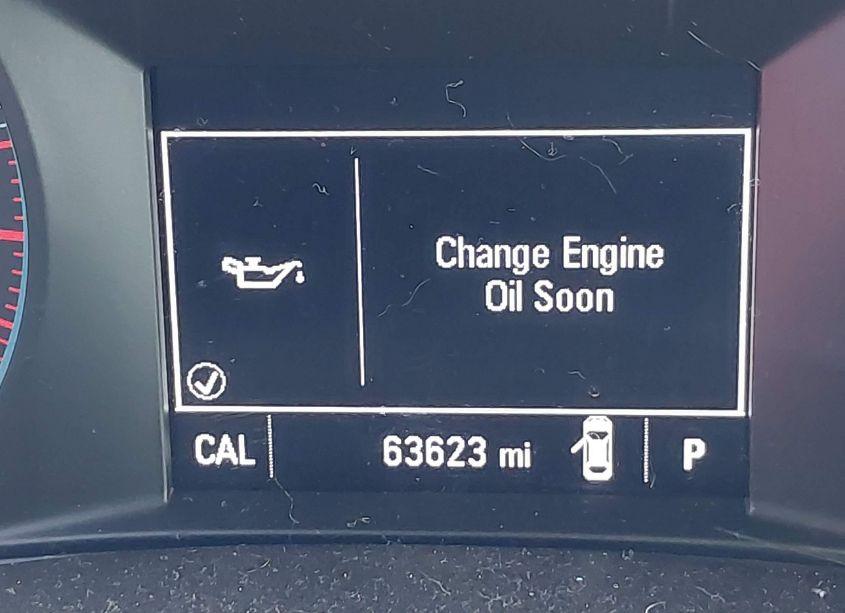 Change Engine
Oil Soon
CAL 63623 mi P